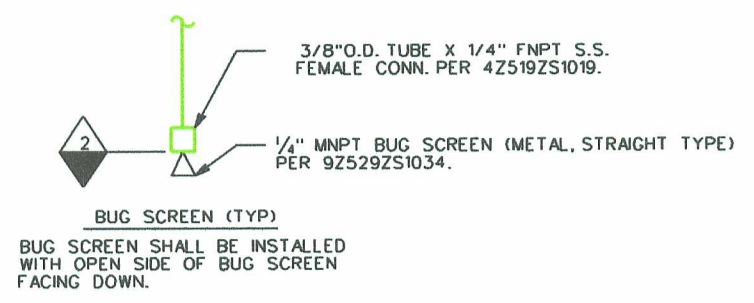 3/8"O.D. TUBE X 1/4" FNPT S.S.
FEMALE CONN. PER 4Z519ZS1019.
2
1/4" MNPT BUG SCREEN (METAL, STRAIGHT TYPE)
PER 9Z529ZS1034.
BUG SCREEN (TYP)
BUG SCREEN SHALL BE INSTALLED
WITH OPEN SIDE OF BUG SCREEN
FACING DOWN.